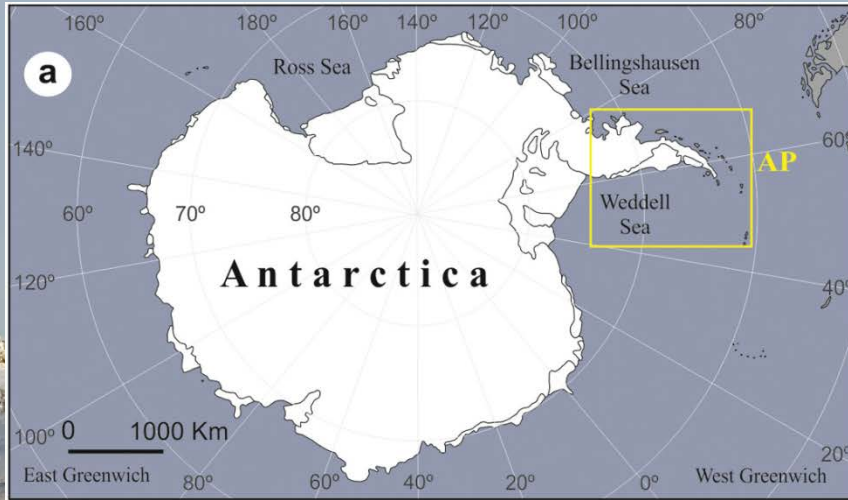 160º
180º
160º
140º
120º
100º
80º
a
Ross Sea
Bellingshausen
Sea
140º
60º
AP
60º
70º
80º
Weddell
Sea
Antarctica
120º
40º
0 1000 Km
100º
20º
East Greenwich
80º
60º
40º
20º
0º
West Greenwich